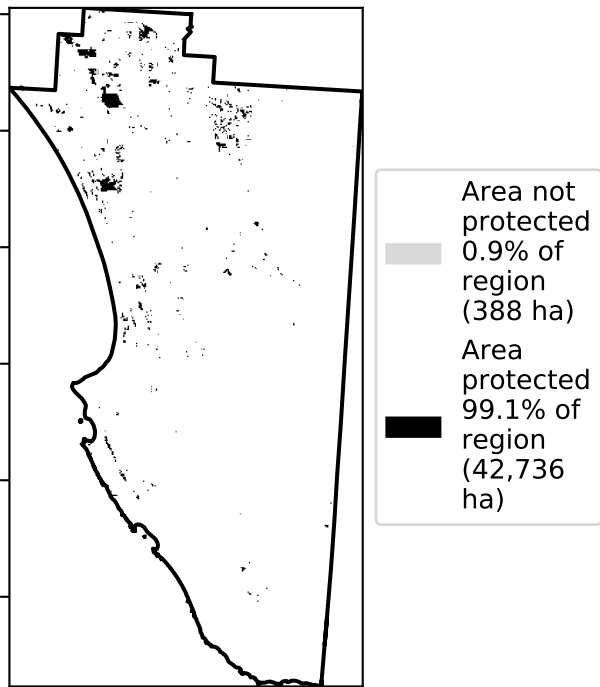 Area not
protected
0.9% of
region
(388 ha)
Area
protected
99.1% of
region
(42,736
ha)